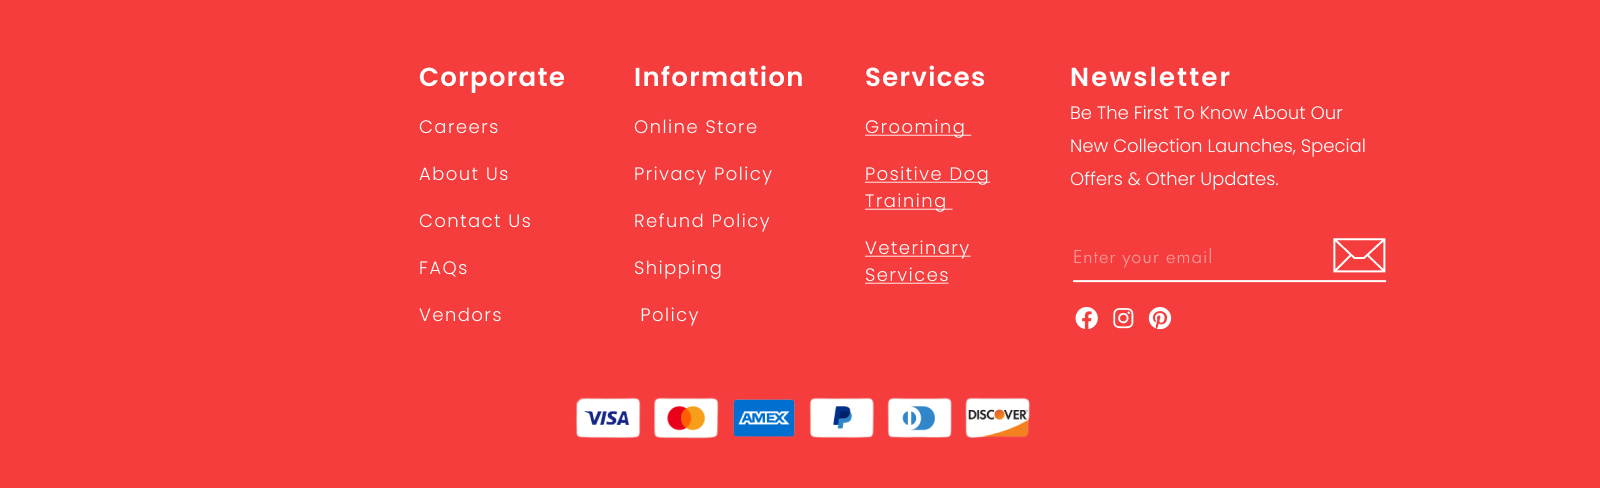 Corporate
Careers
About Us
Contact Us
FAQs
Vendors
Information
Online Store
Privacy Policy
Refund Policy
Shipping
Policy
Services
Grooming
Positive Dog
Training
Veterinary
Services
Newsletter
Be The First To Know About Our
New Collection Launches, Special
Offers & Other Updates.
Enter your email
VISA AMEX DISCOVER